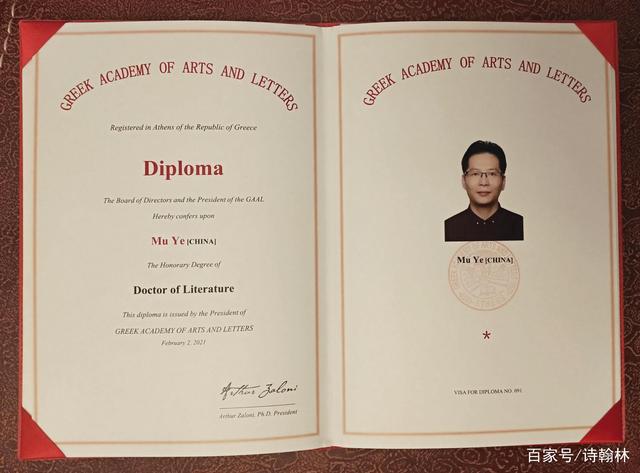 GREEK ACADEMY OF ARTS AND LETTERS
Registered in Athens of the Republic of Greece
Diploma
The Board of Directors and the President of the GAAL
Hereby confers upon
Mu Ye [CHINA]
The Honorary Degree of
Doctor of Literature
This diploma is issued by the President of
GREEK ACADEMY OF ARTS AND LETTERS
February 2, 2021
Arthur Zaloni
Arthur Zaloni, Ph.D. President
GREEK ACADEMY OF ARTS AND LETTERS
Mu Ye [CHINA]
*
VISA FOR DIPLOMA NO. 091
百家号/诗翰林